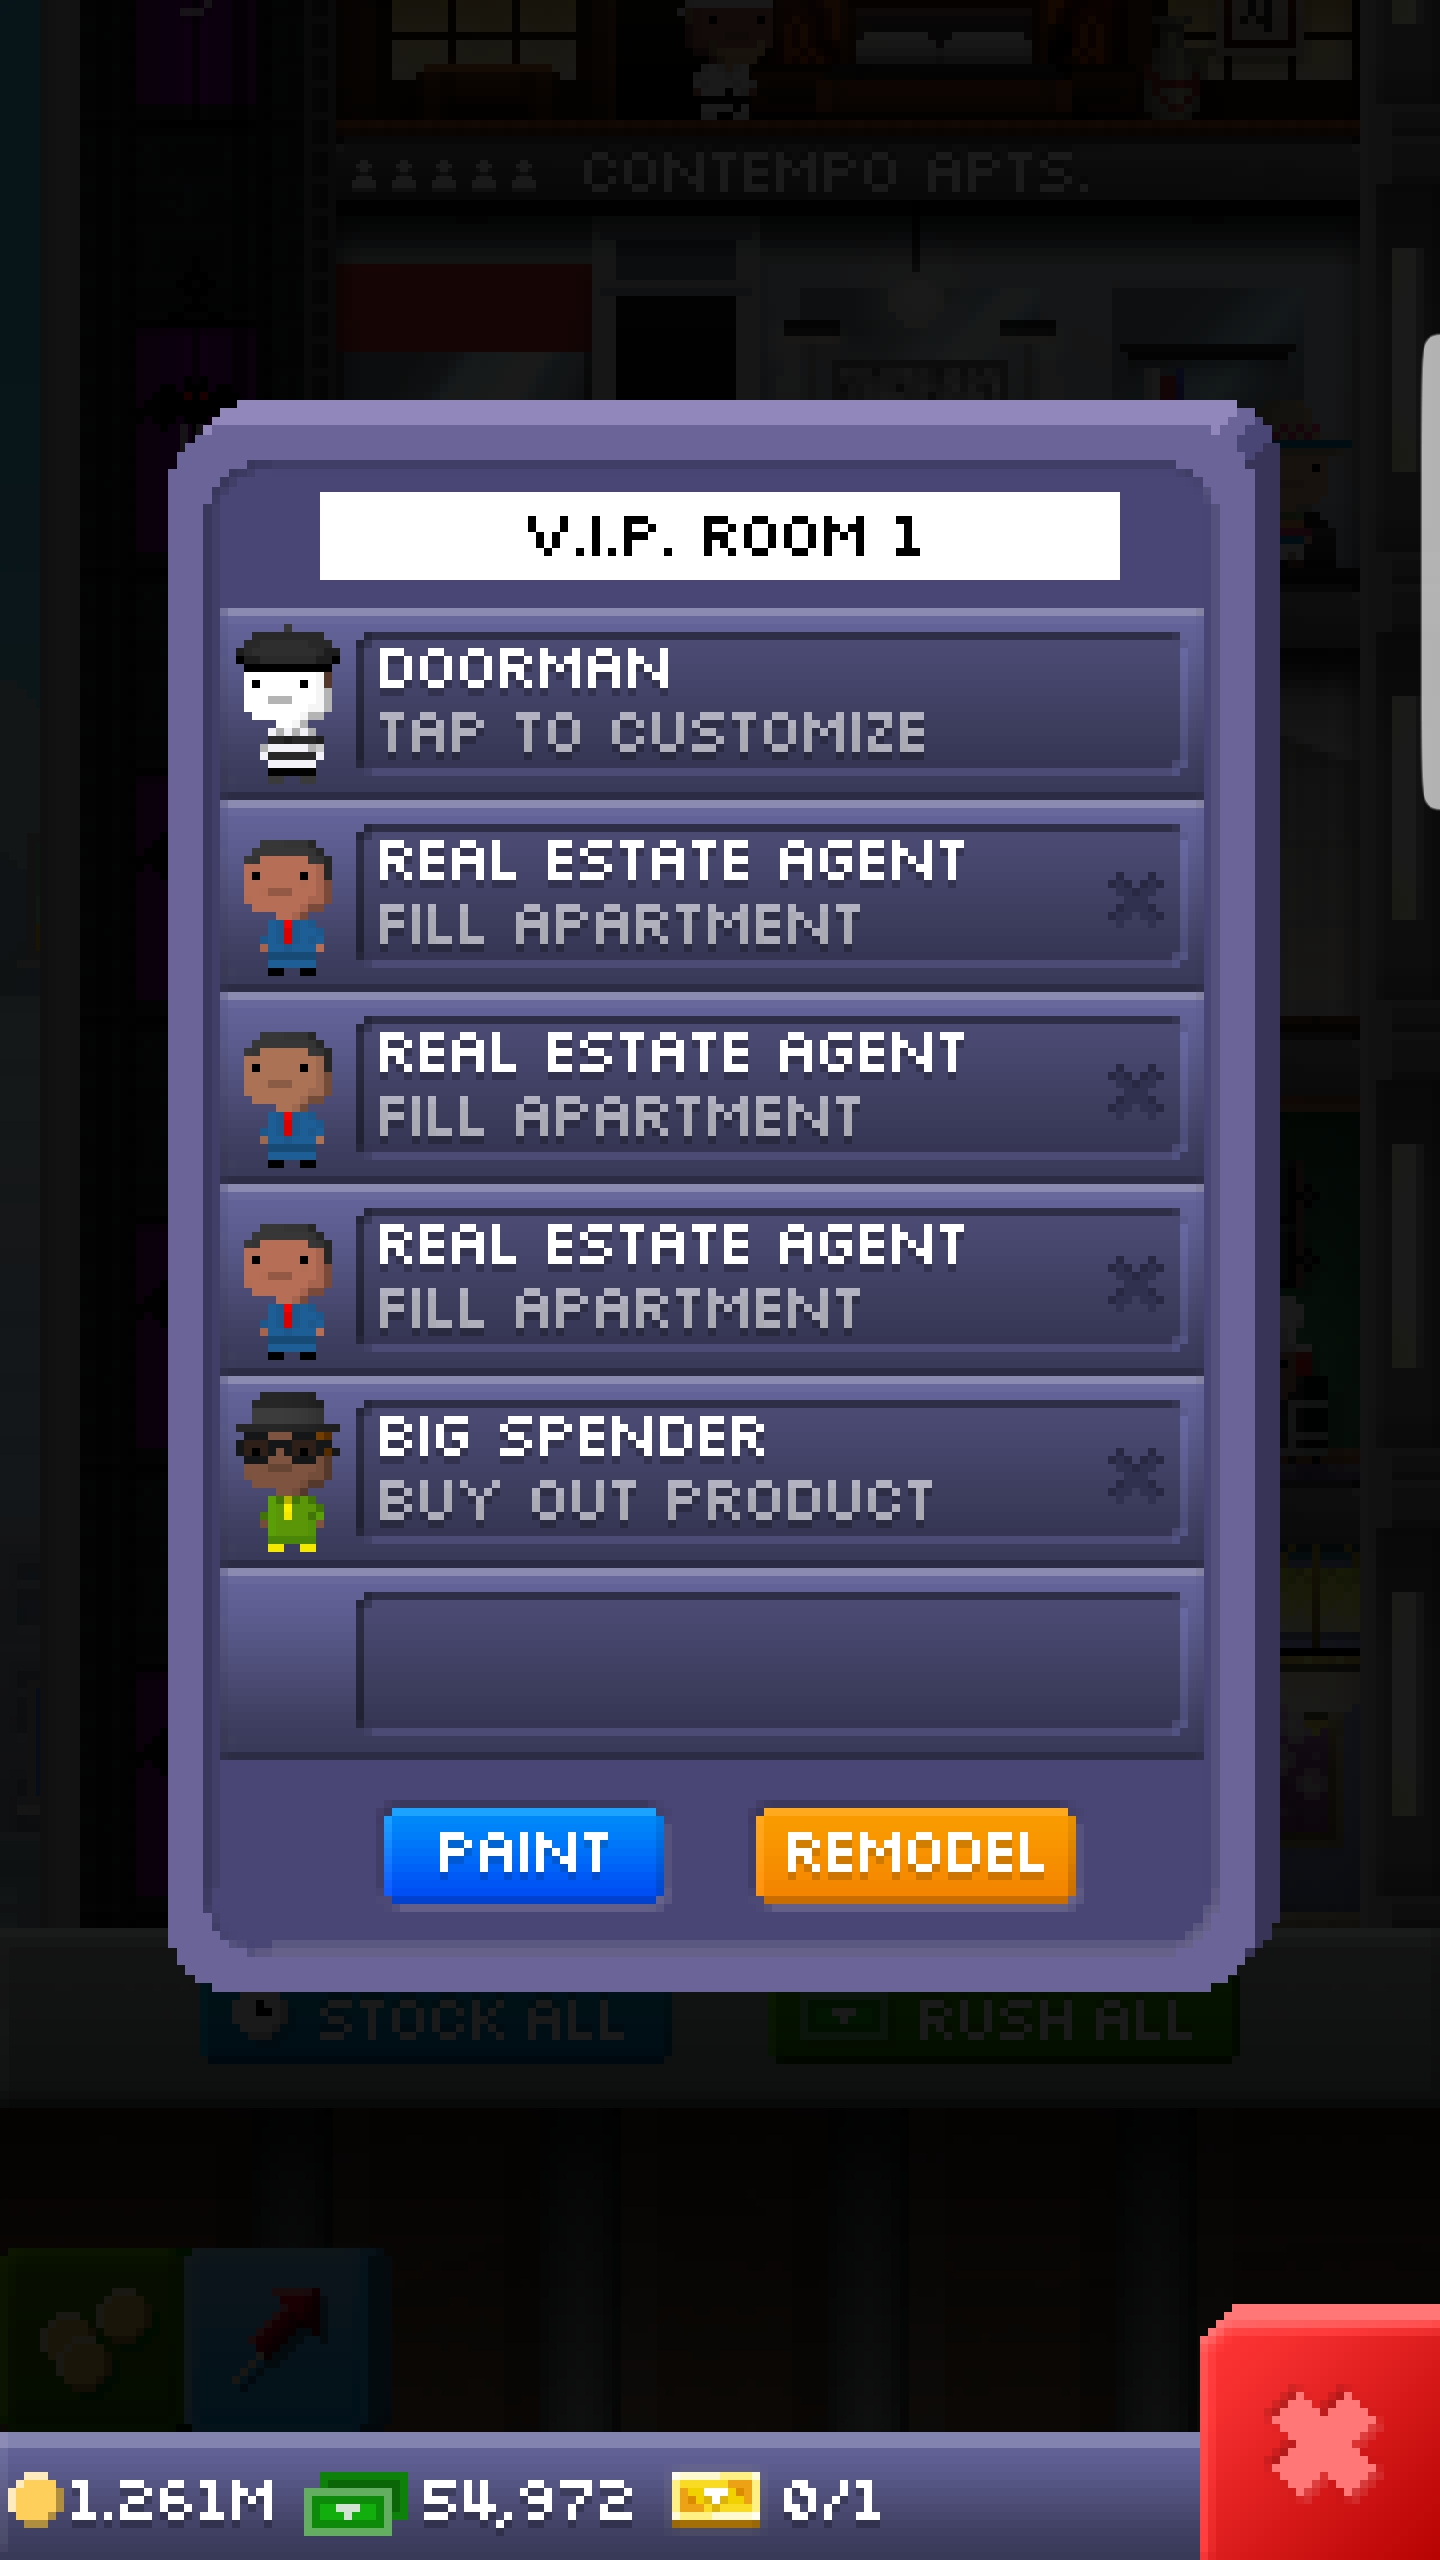 CONTEMPO APTS.
V.I.P. ROOM 1
DOORMAN
TAP TO CUSTOMIZE
REAL ESTATE AGENT
FILL APARTMENT
REAL ESTATE AGENT
FILL APARTMENT
REAL ESTATE AGENT
FILL APARTMENT
BIG SPENDER
BUY OUT PRODUCT
PAINT REMODEL
STOCK ALL RUSH ALL
1.261M 54,972 0/1